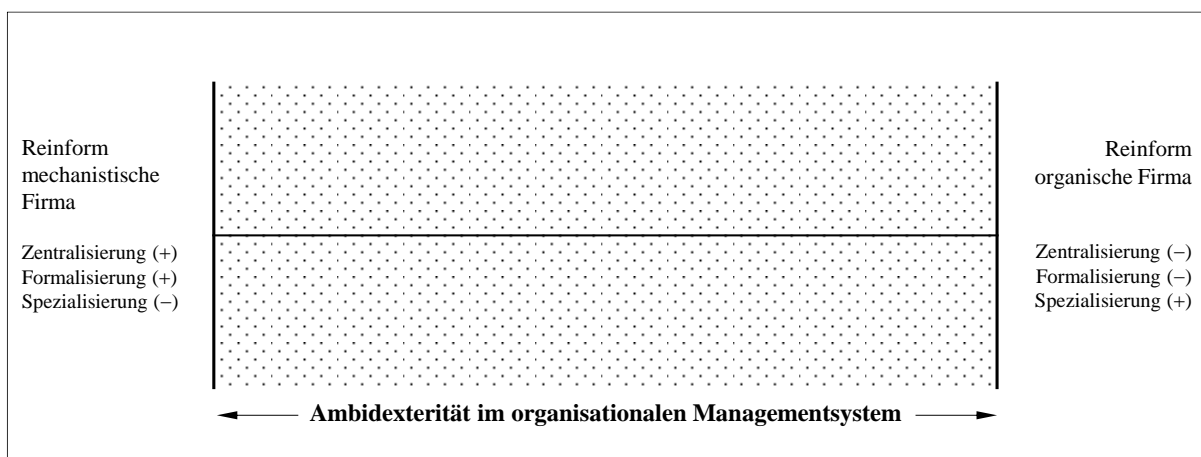 Reinform
mechanistische
Firma
Zentralisierung (+)
Formalisierung (+)
Spezialisierung (−)
Reinform
organische Firma
Zentralisierung (−)
Formalisierung (−)
Spezialisierung (+)
Ambidexterität im organisationalen Managementsystem